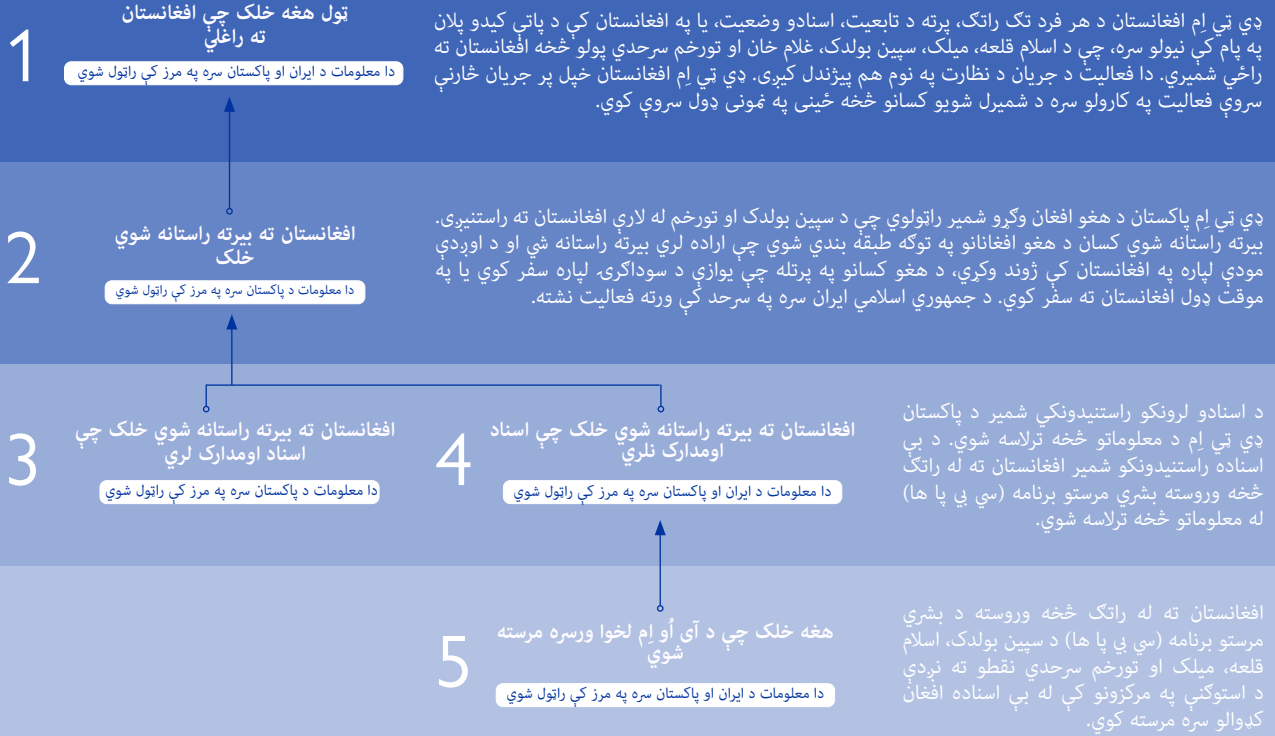 1
ټول هغه خلک چې افغانستان
ته راغلي
دا معلومات د ایران او پاکستان سره په مرز کې راټول شوي
ډي ټي اِم افغانستان د هر فرد تګ راتګ، پرته د تابعیت، اسنادو وضعیت، یا په افغانستان کې د پاتې کیدو پلان
په پام کې نیولو سره، چې د اسلام قلعه، میلک، سپین بولدک، غلام خان او تورخم سرحدي پولو څخه افغانستان ته
راځي شمیري. دا فعالیت د جریان د نظارت په نوم هم پیژندل کیږی. ډي ټي اِم افغانستان خپل پر جریان څارنې
سروې فعالیت په کارولو سره د شمیرل شویو کسانو څخه ځینی په نمونی ډول سروې کوي.
2
افغانستان ته بیرته راستانه شوي
خلک
دا معلومات د پاکستان سره په مرز کې راټول شوي
ډي ټي اِم پاکستان د هغو افغان وګړو شمیر راټولوي چې د سپین بولدک او تورخم له لارې افغانستان ته راستنیږی.
بیرته راستانه شوي کسان د هغو افغانانو په توګه طبقه بندي شوي چې اراده لري بیرته راستانه شي او د اوږدې
مودې لپاره په افغانستان کې ژوند وکړي، د هغو کسانو په پرتله چې یوازې د سوداګرۍ لپاره سفر کوي یا په
موقت ډول افغانستان ته سفر کوي. د جمهوري اسلامي ایران سره په سرحد کې ورته فعالیت نشته.
3
افغانستان ته بیرته راستانه شوي خلک چې
اسناد اومدارک لري
دا معلومات د پاکستان سره په مرز کې راټول شوي
4
افغانستان ته بیرته راستانه شوي خلک چې اسناد
اومدارک نلري
دا معلومات د ایران او پاکستان سره په مرز کې راټول شوي
د اسنادو لرونکو راستنیدونکي شمیر د پاکستان
ډي ټي اِم د معلوماتو څخه ترلاسه شوي. د بې
اسناده راستنیدونکو شمیر افغانستان ته له راتګ
څخه وروسته بشري مرستو برنامه (سي بي پا ها)
له معلوماتو څخه ترلاسه شوي.
5
هغه خلک چې د آی اُو اِم لخوا ورسره مرسته
شوي
دا معلومات د ایران او پاکستان سره په مرز کې راټول شوي
افغانستان ته له راتګ څخه وروسته د بشري
مرستو برنامه (سي بي پا ها) د سپین بولدک، اسلام
قلعه، میلک او تورخم سرحدي نقطو ته نږدې
د استوګنې په مرکزونو کې له بې اسناده افغان
کډوالو سره مرسته کوي.